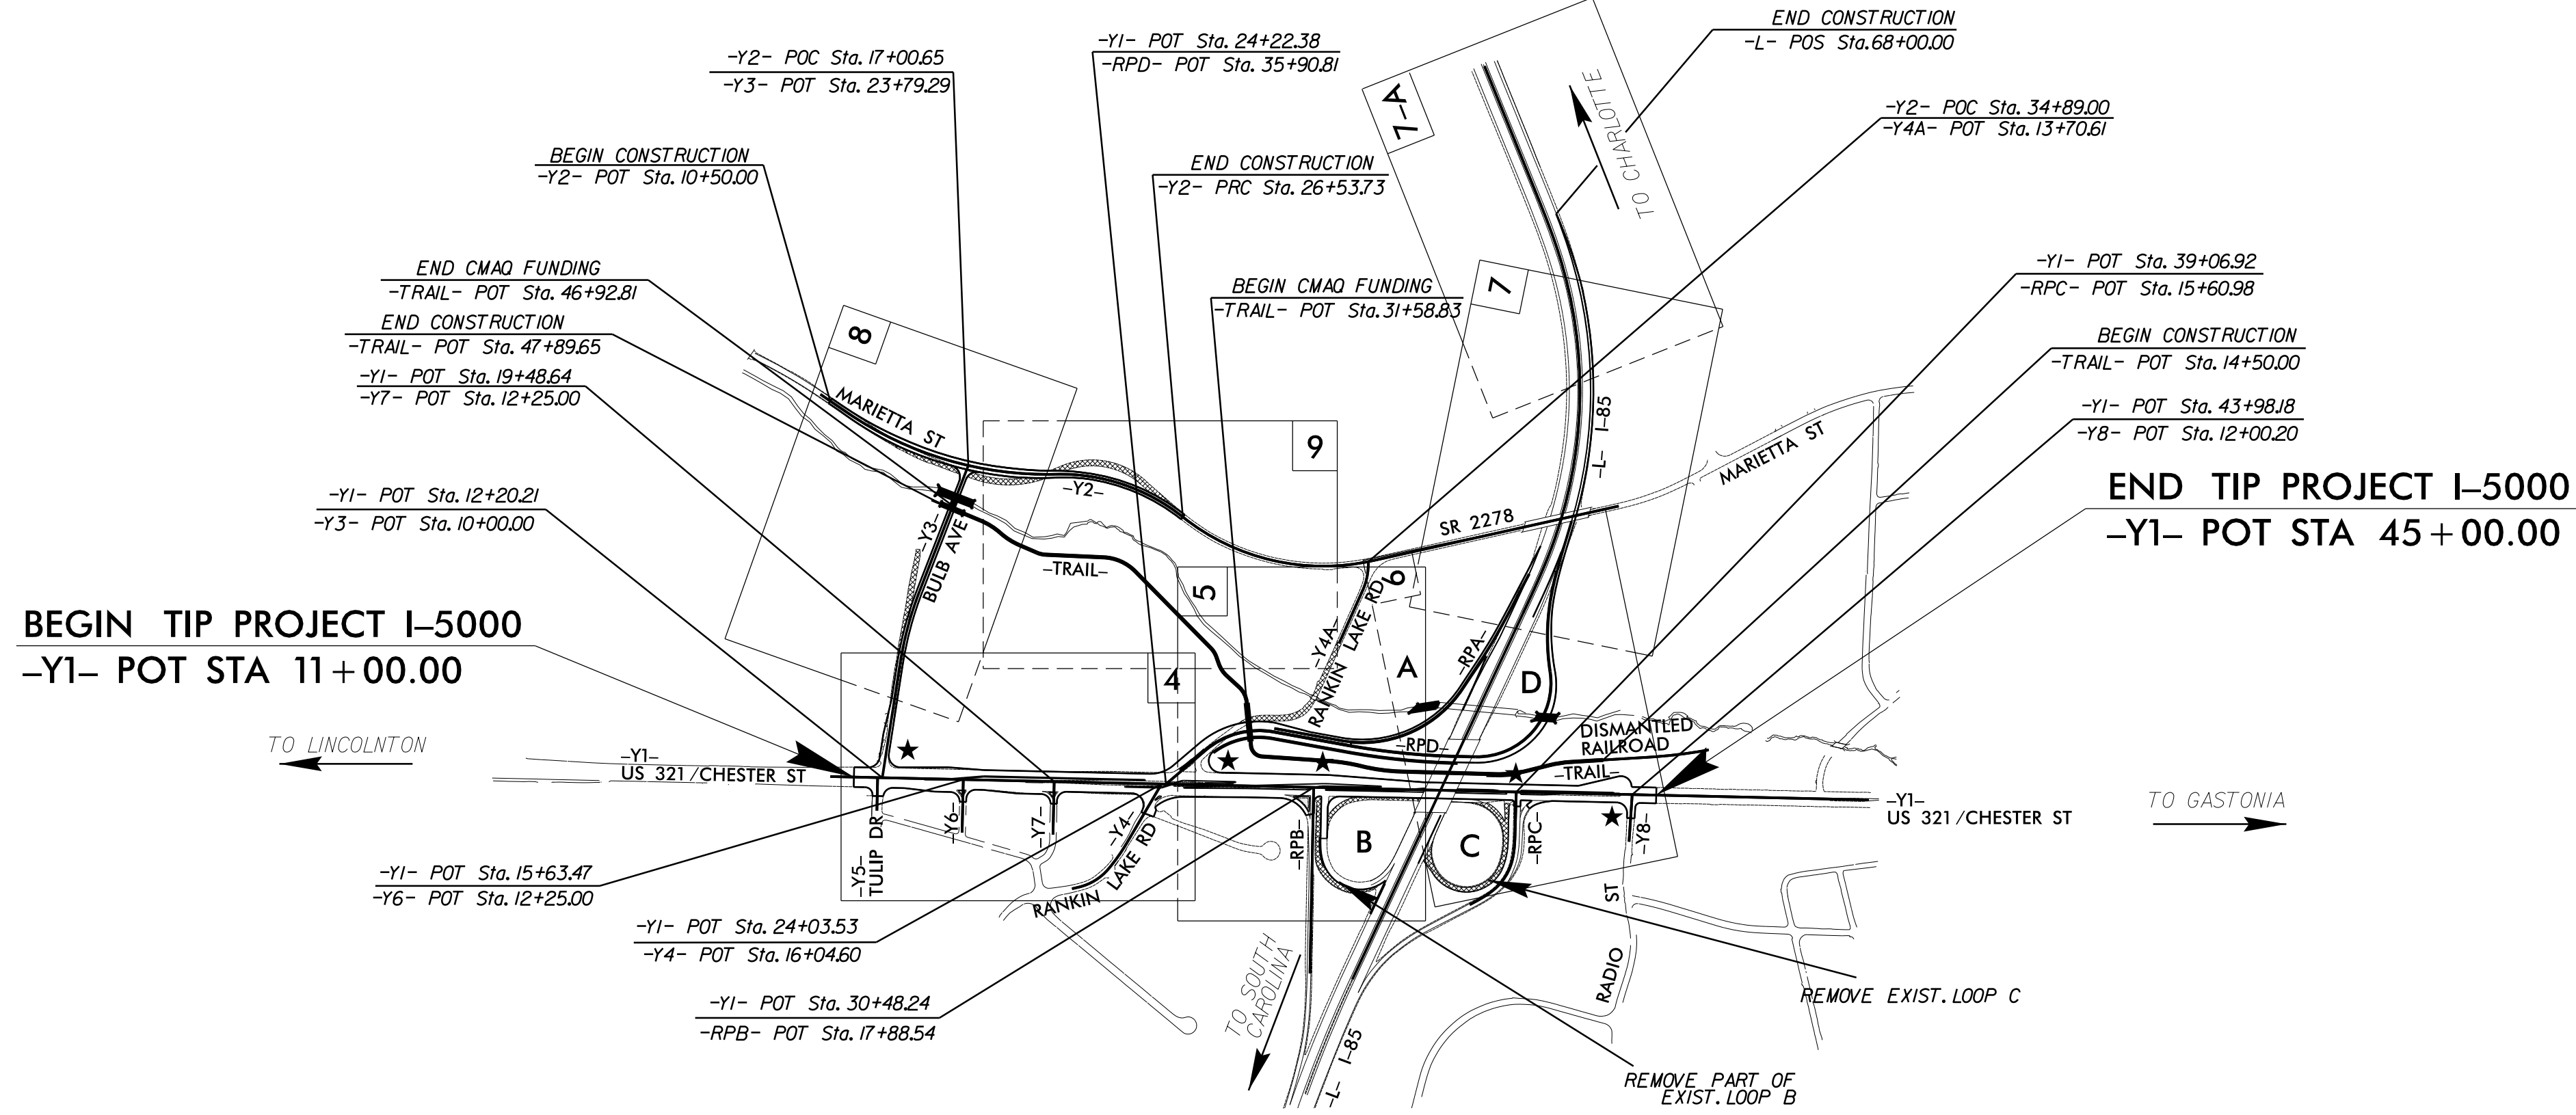 END CONSTRUCTION
-L- POS Sta.68+00.00
-Y1- POT Sta. 24+22.38
-RPD- POT Sta. 35+90.81
-Y2- POC Sta. 17+00.65
-Y3- POT Sta. 23+79.29
TO CHARLOTTE
7-A
-Y2- POC Sta. 34+89.00
-Y4A- POT Sta. 13+70.61
BEGIN CONSTRUCTION
-Y2- POT Sta. 10+50.00
END CONSTRUCTION
-Y2- PRC Sta. 26+53.73
END CMAQ FUNDING
-TRAIL- POT Sta. 46+92.81
BEGIN CMAQ FUNDING
-TRAIL- POT Sta.31+58.83
7
-Y1- POT Sta. 39+06.92
-RPC- POT Sta. 15+60.98
END CONSTRUCTION
-TRAIL- POT Sta. 47+89.65
8
BEGIN CONSTRUCTION
-TRAIL- POT Sta. 14+50.00
-Y1- POT Sta. 19+48.64
-Y7- POT Sta. 12+25.00
MARIETTA ST
-L- I-85
-Y1- POT Sta. 43+98.18
-Y8- POT Sta. 12+00.20
9
MARIETTA ST
END TIP PROJECT I-5000
-Y1- POT STA 45+00.00
-Y1- POT Sta. 12+20.21
-Y3- POT Sta. 10+00.00
-Y2-
SR 2278
-Y3-
BULB AVE
-TRAIL-
5
6
-Y4A-
RANKIN LAKE RD
BEGIN TIP PROJECT I-5000
-Y1- POT STA 11+00.00
4
A
-RPA-
D
TO LINCOLNTON
-Y1-
US 321/CHESTER ST
-RPD-
DISMANTLED
RAILROAD
-TRAIL-
-Y1-
US 321/CHESTER ST
TO GASTONIA
-Y5-
TULIP DR
-Y6-
-Y7-
-Y4-
RANKIN LAKE RD
-RPB-
B
C
-RPC-
-Y8-
-Y1- POT Sta. 15+63.47
-Y6- POT Sta. 12+25.00
-Y1- POT Sta. 24+03.53
-Y4- POT Sta. 16+04.60
-Y1- POT Sta. 30+48.24
-RPB- POT Sta. 17+88.54
TO SOUTH
CAROLINA
-L- I-85
RADIO ST
REMOVE EXIST. LOOP C
REMOVE PART OF
EXIST. LOOP B